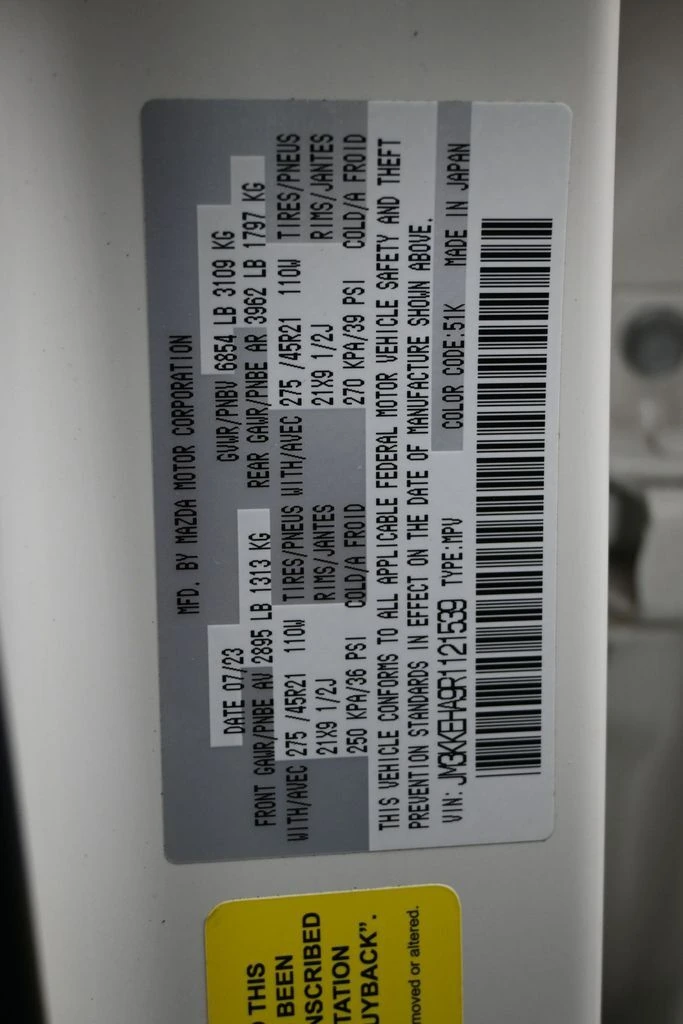 MFD. BY MAZDA MOTOR CORPORATION
DATE 07/23 GVWR/PNBV 6854 LB 3109 KG
FRONT GAWR/PNBE AV 2895 LB 1313 KG REAR GAWR/PNBE AR 3962 LB 1797 KG
WITH/AVEC 275 /45R21 110W TIRES/PNEUS WITH/AVEC 275 /45R21 110W TIRES/PNEUS
21X9 1/2J RIMS/JANTES 21X9 1/2J RIMS/JANTES
250 KPA/36 PSI COLD/A FROID 270 KPA/39 PSI COLD/A FROID
THIS VEHICLE CONFORMS TO ALL APPLICABLE FEDERAL MOTOR VEHICLE SAFETY AND THEFT
PREVENTION STANDARDS IN EFFECT ON THE DATE OF MANUFACTURE SHOWN ABOVE.
VIN: JM3KKEHA9R1121539 TYPE:MPV COLOR CODE:51K MADE IN JAPAN
THIS
BEEN
NSCRIBED
TATION
UYBACK".
moved or altered.